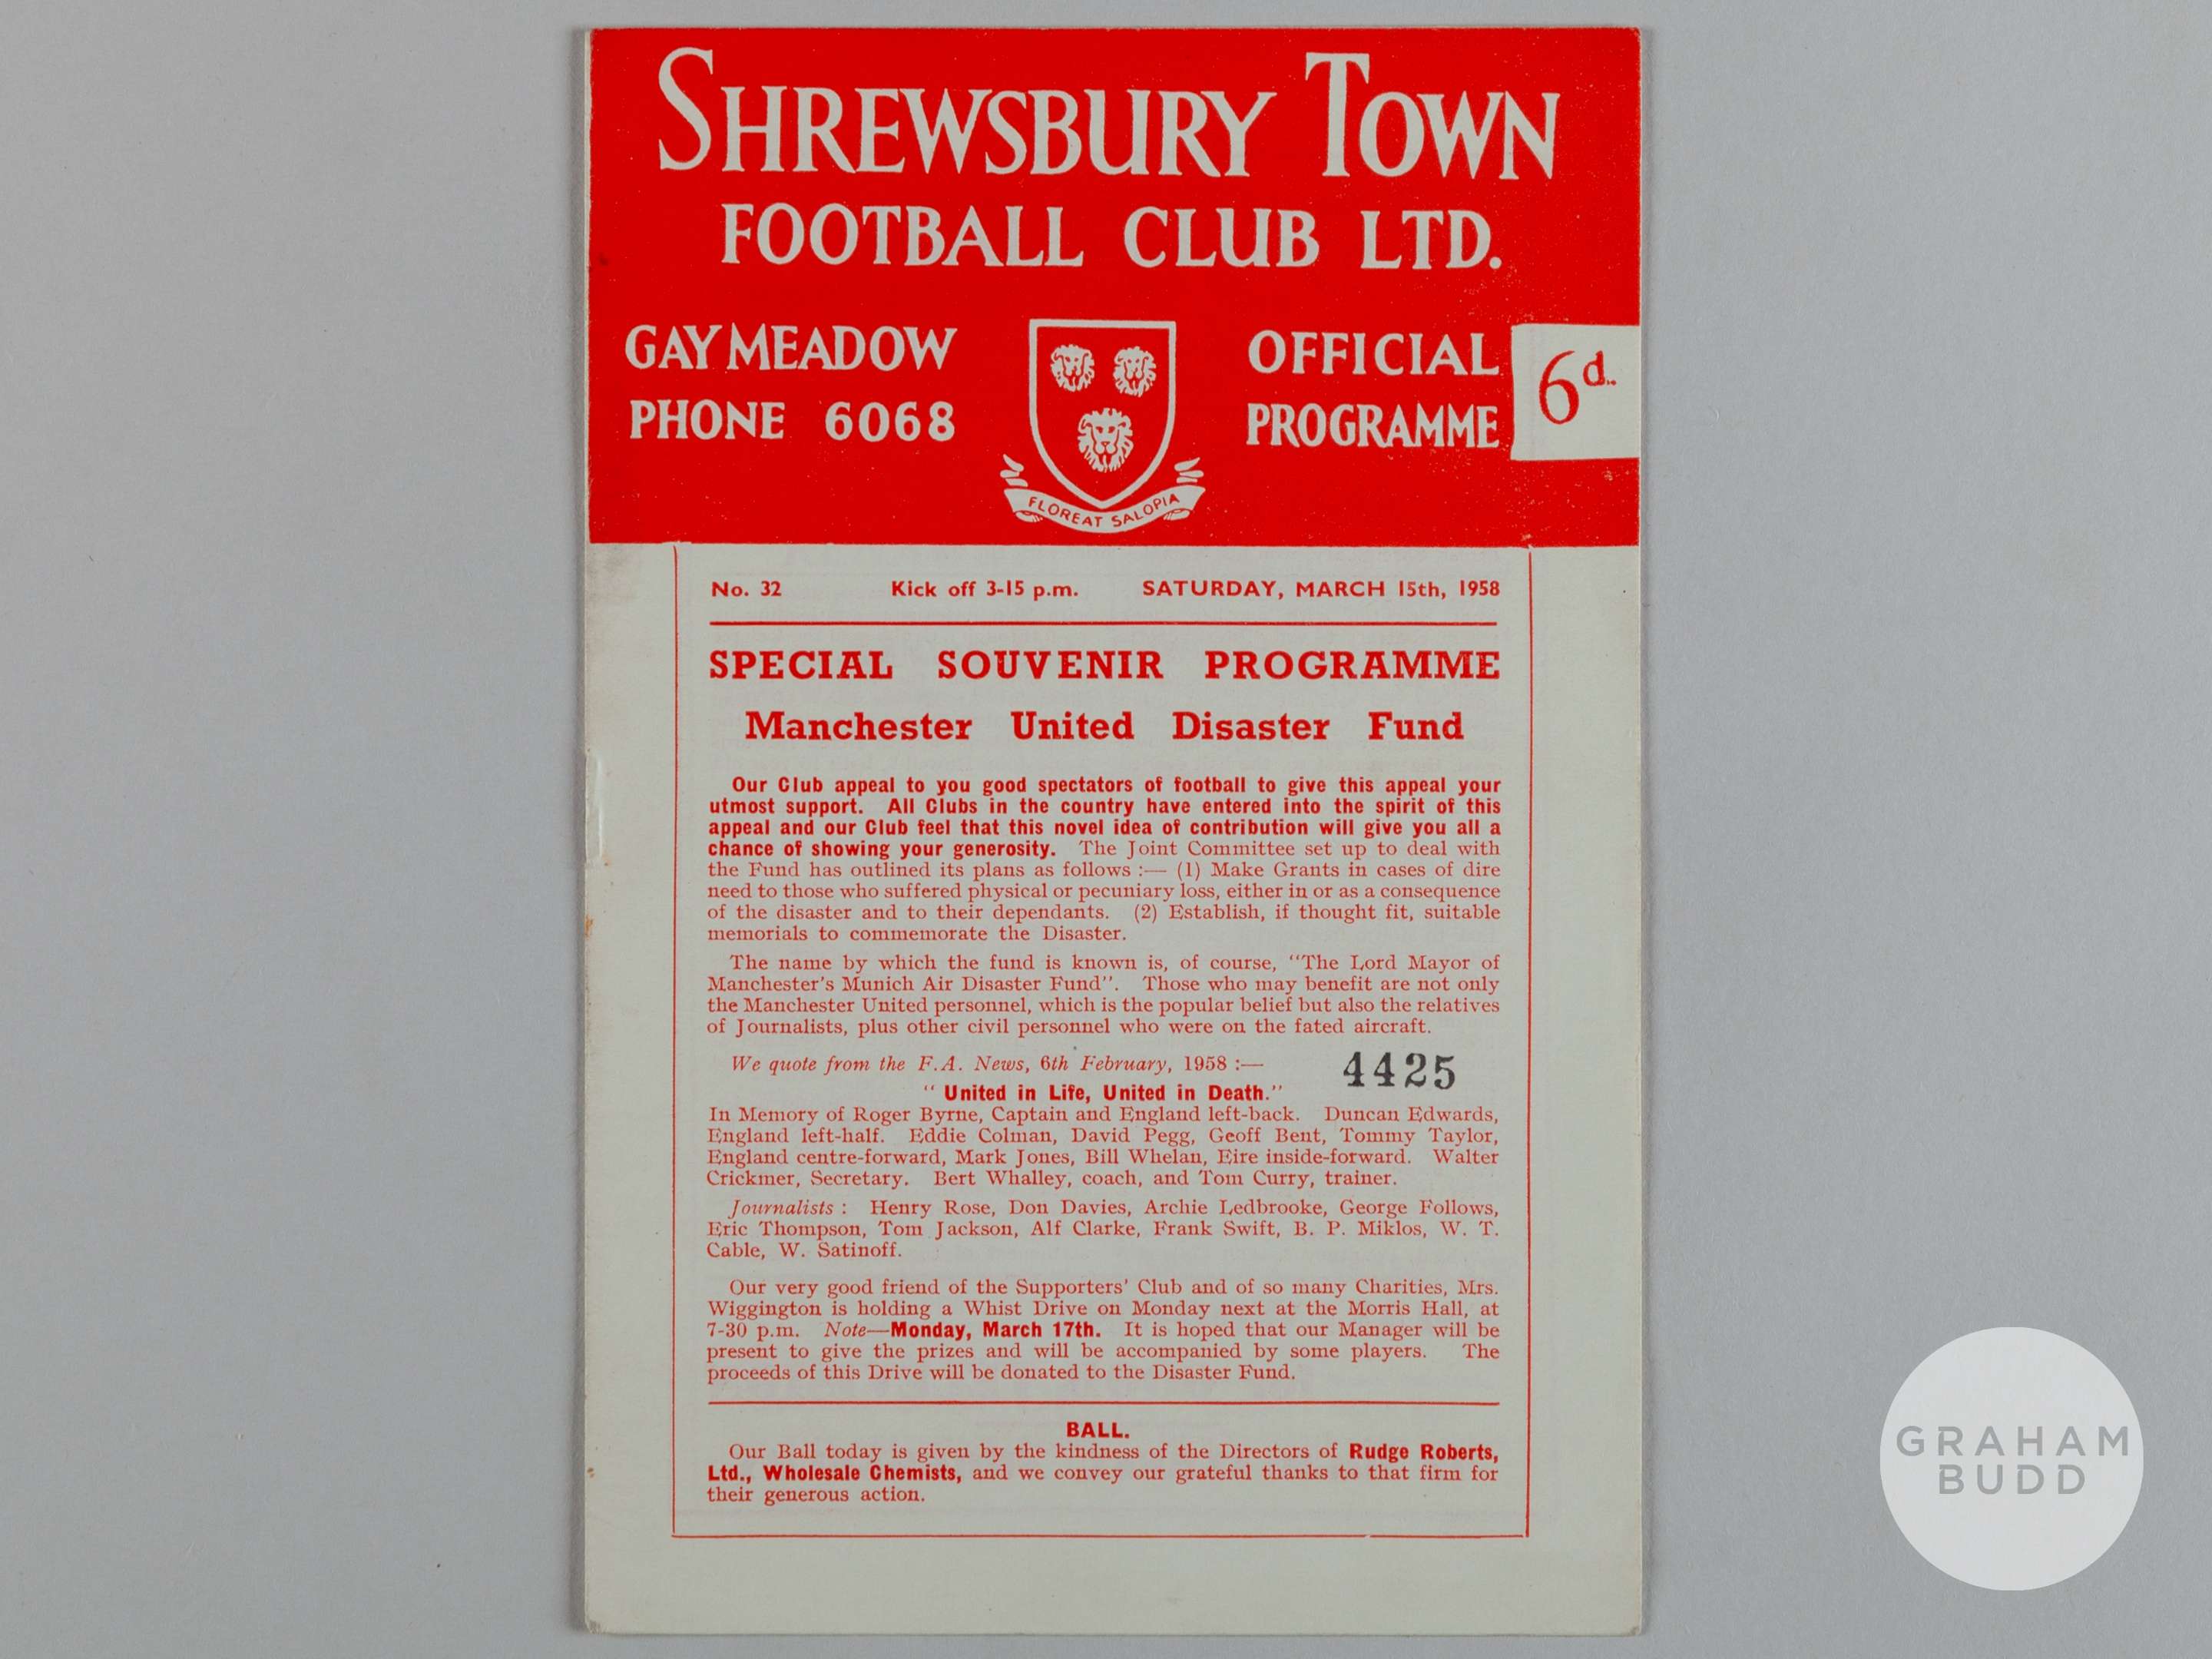 SHREWSBURY TOWN
FOOTBALL CLUB LTD.
GAY MEADOW
PHONE 6068
FLOREAT SALOPIA
OFFICIAL
PROGRAMME
6d.
No. 32 Kick off 3-15 p.m. SATURDAY, MARCH 15th, 1958
SPECIAL SOUVENIR PROGRAMME
Manchester United Disaster Fund
Our Club appeal to you good spectators of football to give this appeal your
utmost support. All Clubs in the country have entered into the spirit of this
appeal and our Club feel that this novel idea of contribution will give you all a
chance of showing your generosity. The Joint Committee set up to deal with
the Fund has outlined its plans as follows :— (1) Make Grants in cases of dire
need to those who suffered physical or pecuniary loss, either in or as a consequence
of the disaster and to their dependants. (2) Establish, if thought fit, suitable
memorials to commemorate the Disaster.
The name by which the fund is known is, of course, "The Lord Mayor of
Manchester's Munich Air Disaster Fund". Those who may benefit are not only
the Manchester United personnel, which is the popular belief but also the relatives
of Journalists, plus other civil personnel who were on the fated aircraft.
We quote from the F.A. News, 6th February, 1958 :— 4425
" United in Life, United in Death."
In Memory of Roger Byrne, Captain and England left-back. Duncan Edwards,
England left-half. Eddie Colman, David Pegg, Geoff Bent, Tommy Taylor,
England centre-forward, Mark Jones, Bill Whelan, Eire inside-forward. Walter
Crickmer, Secretary. Bert Whalley, coach, and Tom Curry, trainer.
Journalists : Henry Rose, Don Davies, Archie Ledbrooke, George Follows,
Eric Thompson, Tom Jackson, Alf Clarke, Frank Swift, B. P. Miklos, W. T.
Cable, W. Satinoff.
Our very good friend of the Supporters' Club and of so many Charities, Mrs.
Wiggington is holding a Whist Drive on Monday next at the Morris Hall, at
7-30 p.m. Note—Monday, March 17th. It is hoped that our Manager will be
present to give the prizes and will be accompanied by some players. The
proceeds of this Drive will be donated to the Disaster Fund.
BALL.
Our Ball today is given by the kindness of the Directors of Rudge Roberts,
Ltd., Wholesale Chemists, and we convey our grateful thanks to that firm for
their generous action.
GRAHAM
BUDD